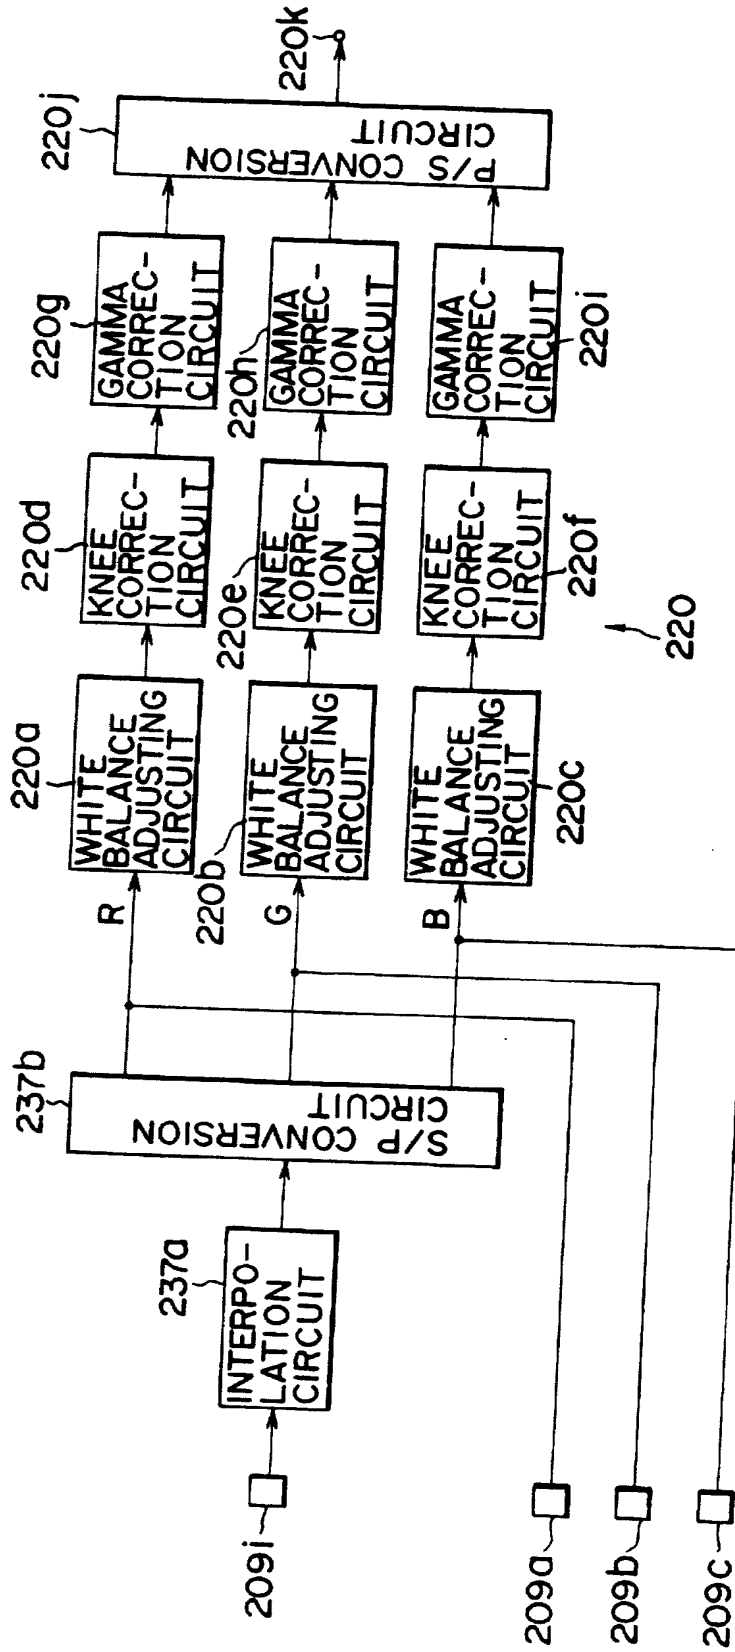 209i
237a
INTERPO-
LATION
CIRCUIT
237b
S/P CONVERSION
CIRCUIT
R
G
B
220a
WHITE
BALANCE
ADJUSTING
CIRCUIT
220b
WHITE
BALANCE
ADJUSTING
CIRCUIT
WHITE
BALANCE
ADJUSTING
CIRCUIT
220c
220d
KNEE
CORREC-
TION
CIRCUIT
220e
KNEE
CORREC-
TION
CIRCUIT
KNEE
CORREC-
TION
CIRCUIT
220f
220g
GAMMA
CORREC-
TION
CIRCUIT
220h
GAMMA
CORREC-
TION
CIRCUIT
GAMMA
CORREC-
TION
CIRCUIT
220i
220j
P/S CONVERSION
CIRCUIT
220k
220
209a
209b
209c